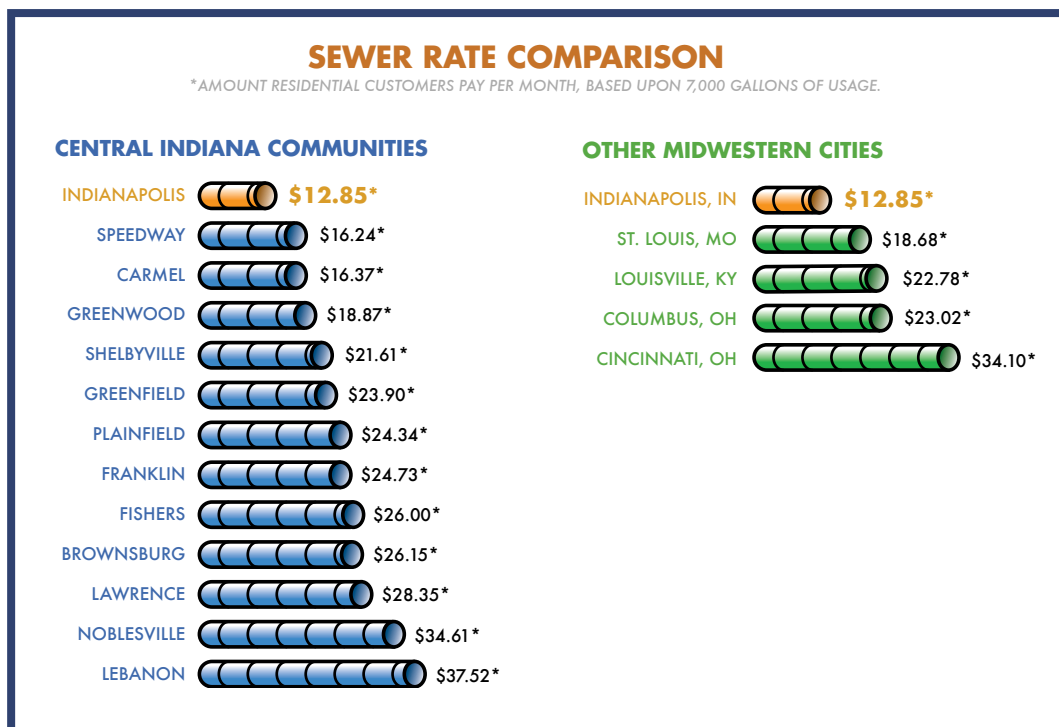 SEWER RATE COMPARISON
*AMOUNT RESIDENTIAL CUSTOMERS PAY PER MONTH, BASED UPON 7,000 GALLONS OF USAGE.
CENTRAL INDIANA COMMUNITIES
INDIANAPOLIS $12.85*
SPEEDWAY $16.24*
CARMEL $16.37*
GREENWOOD $18.87*
SHELBYVILLE $21.61*
GREENFIELD $23.90*
PLAINFIELD $24.34*
FRANKLIN $24.73*
FISHERS $26.00*
BROWNSBURG $26.15*
LAWRENCE $28.35*
NOBLESVILLE $34.61*
LEBANON $37.52*
OTHER MIDWESTERN CITIES
INDIANAPOLIS, IN $12.85*
ST. LOUIS, MO $18.68*
LOUISVILLE, KY $22.78*
COLUMBUS, OH $23.02*
CINCINNATI, OH $34.10*